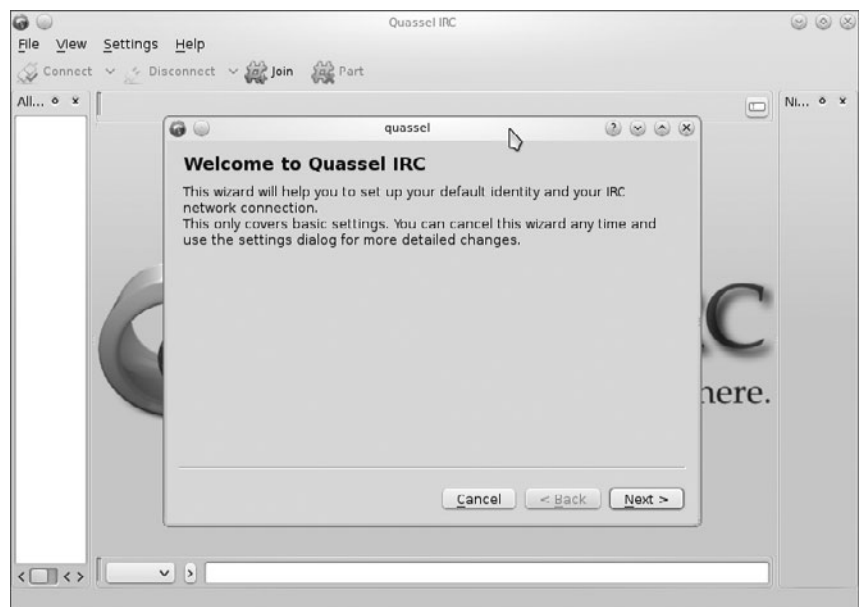 Quassel IRC
File View Settings Help
Connect Disconnect Join Part
All...
Ni...
quassel
Welcome to Quassel IRC
This wizard will help you to set up your default identity and your IRC
network connection.
This only covers basic settings. You can cancel this wizard any time and
use the settings dialog for more detailed changes.
RC
here.
Cancel < Back Next >